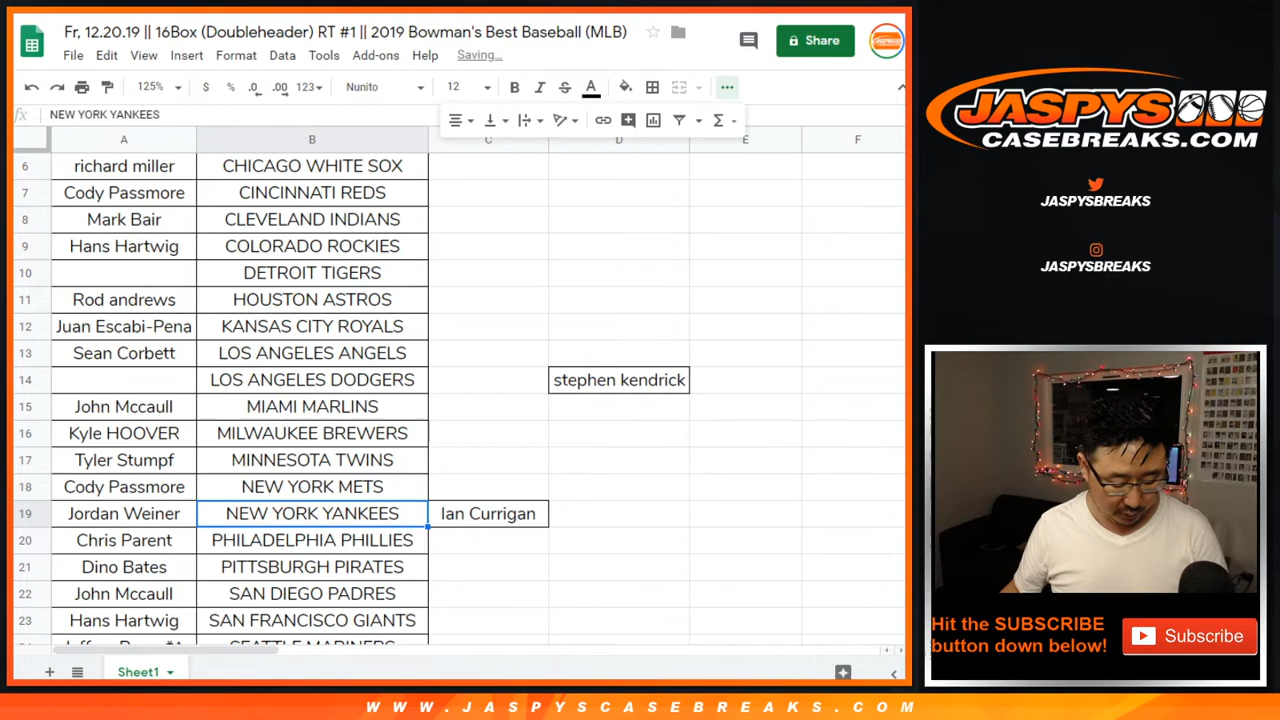 Fr, 12.20.19 || 16Box (Doubleheader) RT #1 || 2019 Bowman's Best Baseball (MLB)
File Edit View Insert Format Data Tools Add-ons Help Saving...
Share
125% $ % .0 .00 123 Nunito 12 B I S A
fx NEW YORK YANKEES
A B C D E F
6 richard miller CHICAGO WHITE SOX
7 Cody Passmore CINCINNATI REDS
8 Mark Bair CLEVELAND INDIANS
9 Hans Hartwig COLORADO ROCKIES
10 DETROIT TIGERS
11 Rod andrews HOUSTON ASTROS
12 Juan Escabi-Pena KANSAS CITY ROYALS
13 Sean Corbett LOS ANGELES ANGELS
14 LOS ANGELES DODGERS stephen kendrick
15 John Mccaull MIAMI MARLINS
16 Kyle HOOVER MILWAUKEE BREWERS
17 Tyler Stumpf MINNESOTA TWINS
18 Cody Passmore NEW YORK METS
19 Jordan Weiner NEW YORK YANKEES Ian Currigan
20 Chris Parent PHILADELPHIA PHILLIES
21 Dino Bates PITTSBURGH PIRATES
22 John Mccaull SAN DIEGO PADRES
23 Hans Hartwig SAN FRANCISCO GIANTS
SEATTLE MARINERS
Sheet1
JASPYS
CASEBREAKS.COM
JASPYSBREAKS
JASPYSBREAKS
Hit the SUBSCRIBE
button down below!
Subscribe
WWW.JASPYSCASEBREAKS.COM